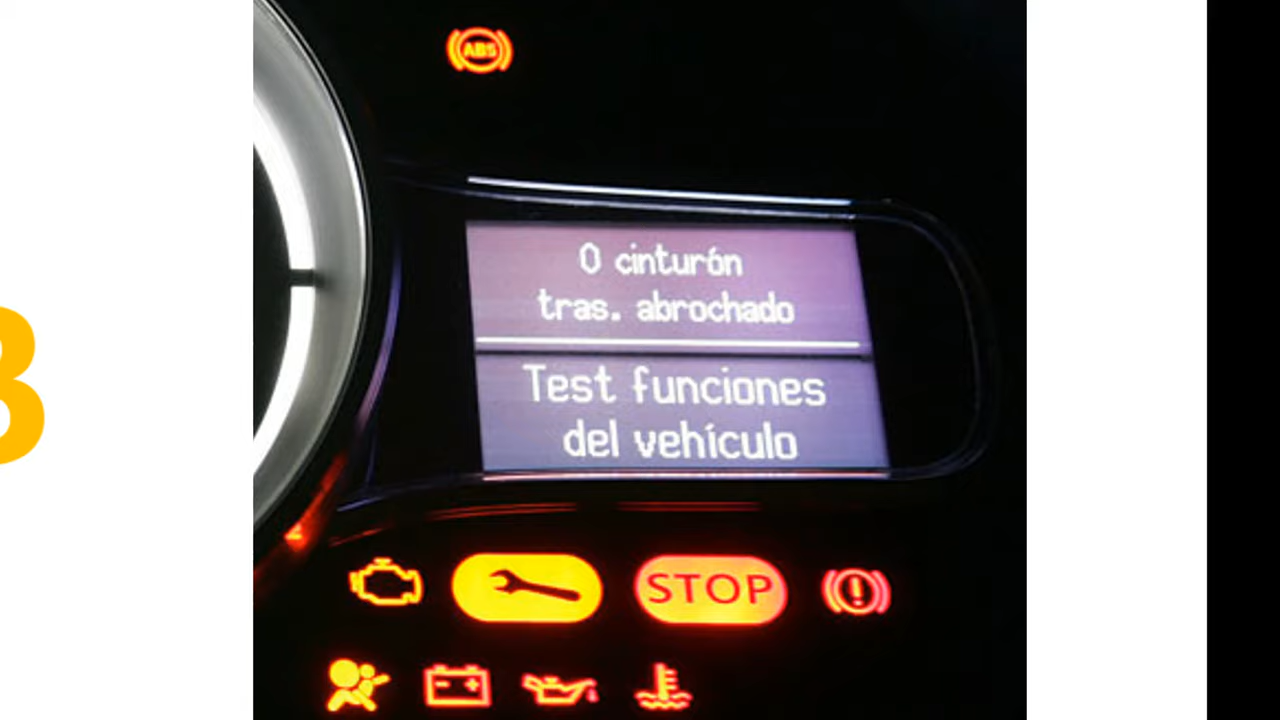 ABS
0 cinturón
tras. abrochado
Test funciones
del vehículo
STOP